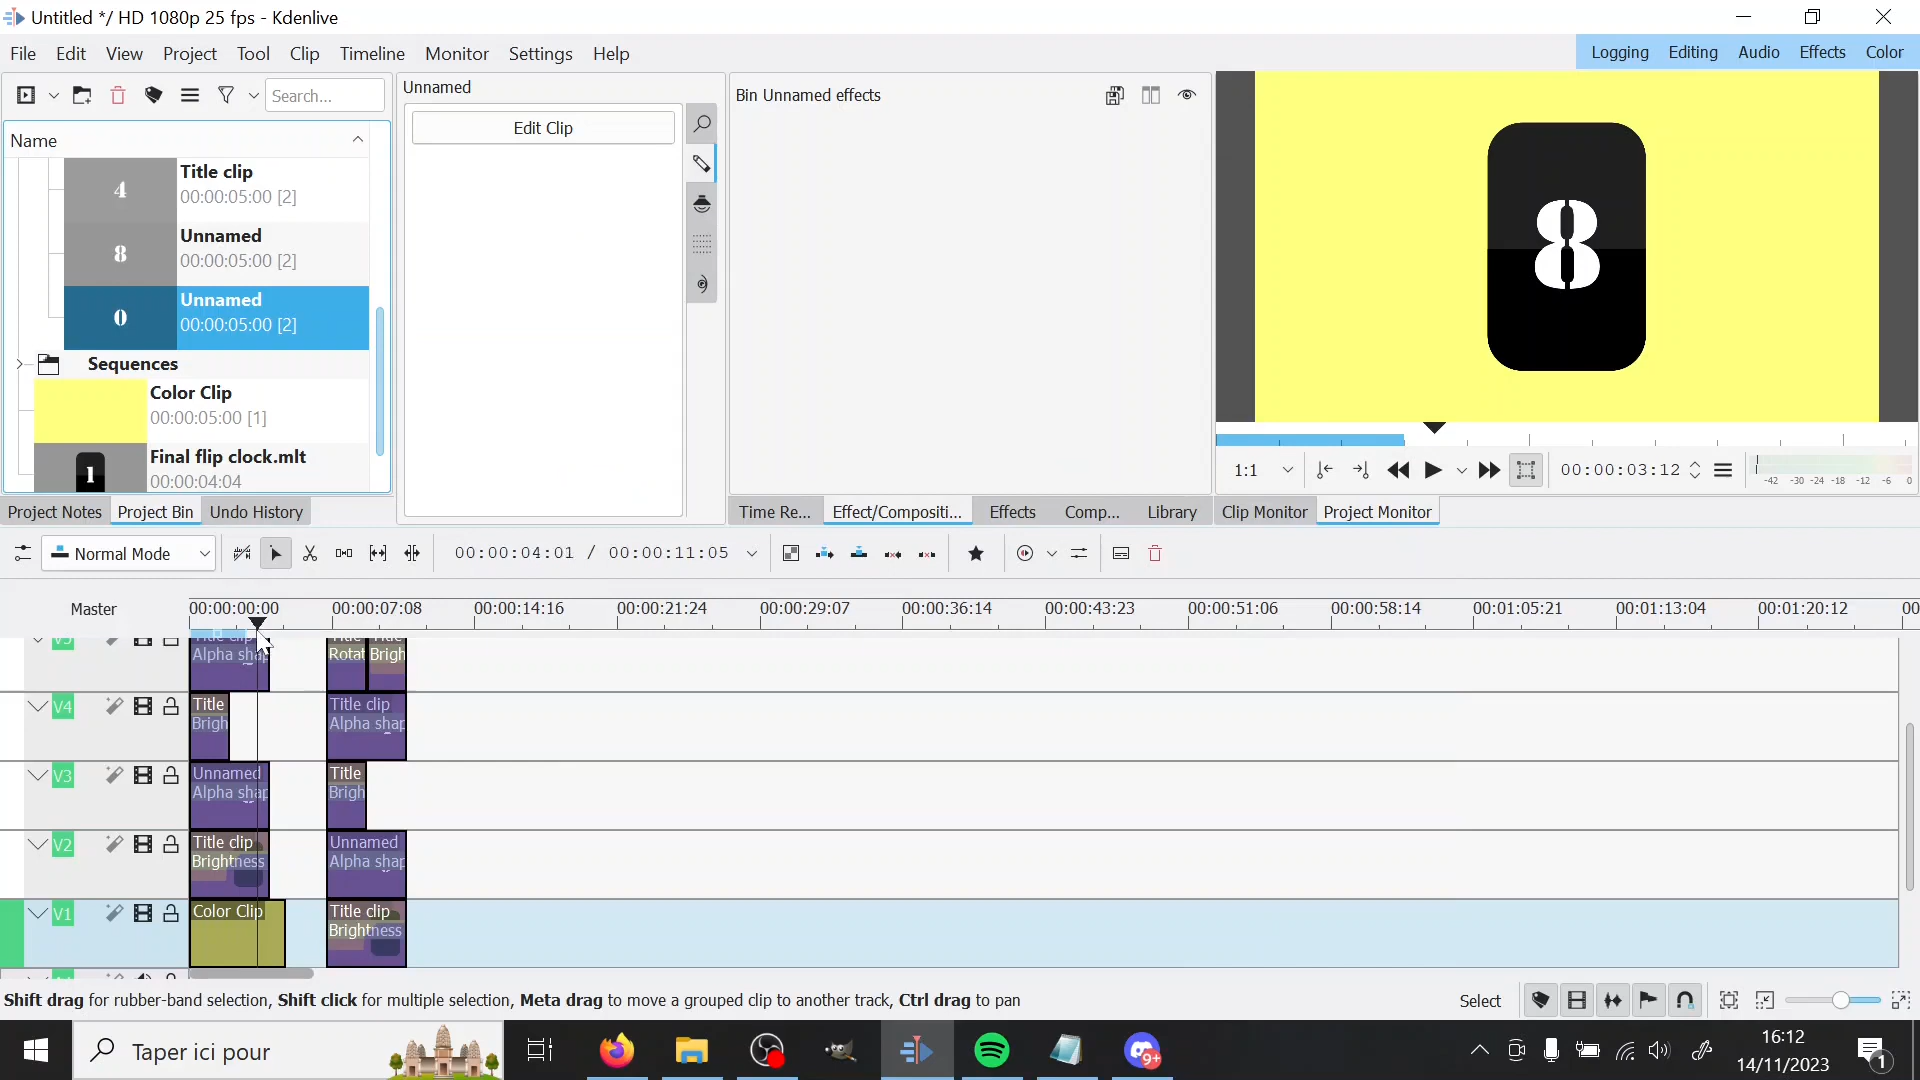 Untitled */ HD 1080p 25 fps - Kdenlive
File Edit View Project Tool Clip Timeline Monitor Settings Help
Logging Editing Audio Effects Color
Search...
Name
4 Title clip
00:00:05:00 [2]
8 Unnamed
00:00:05:00 [2]
0 Unnamed
00:00:05:00 [2]
Sequences
Color Clip
00:00:05:00 [1]
1 Final flip clock.mlt
00:00:04:04
Project Notes Project Bin Undo History
Unnamed
Edit Clip
Bin Unnamed effects
Time Re... Effect/Compositi... Effects Comp... Library
8
1:1
00:00:03:12
-42 -30 -24 -18 -12 -6 0
Clip Monitor Project Monitor
Normal Mode
00:00:04:01 / 00:00:11:05
Master
00:00:00:00 00:00:07:08 00:00:14:16 00:00:21:24 00:00:29:07 00:00:36:14 00:00:43:23 00:00:51:06 00:00:58:14 00:01:05:21 00:01:13:04 00:01:20:12 00
V5 Title clip Title Title
Alpha shap Rotat Brigh
V4 Title Title clip
Brigh Alpha shap
V3 Unnamed Title
Alpha shap Brigh
V2 Title clip Unnamed
Brightness Alpha shap
V1 Color Clip Title clip
Brightness
Shift drag for rubber-band selection, Shift click for multiple selection, Meta drag to move a grouped clip to another track, Ctrl drag to pan
Select
Taper ici pour
9+
16:12
14/11/2023
1